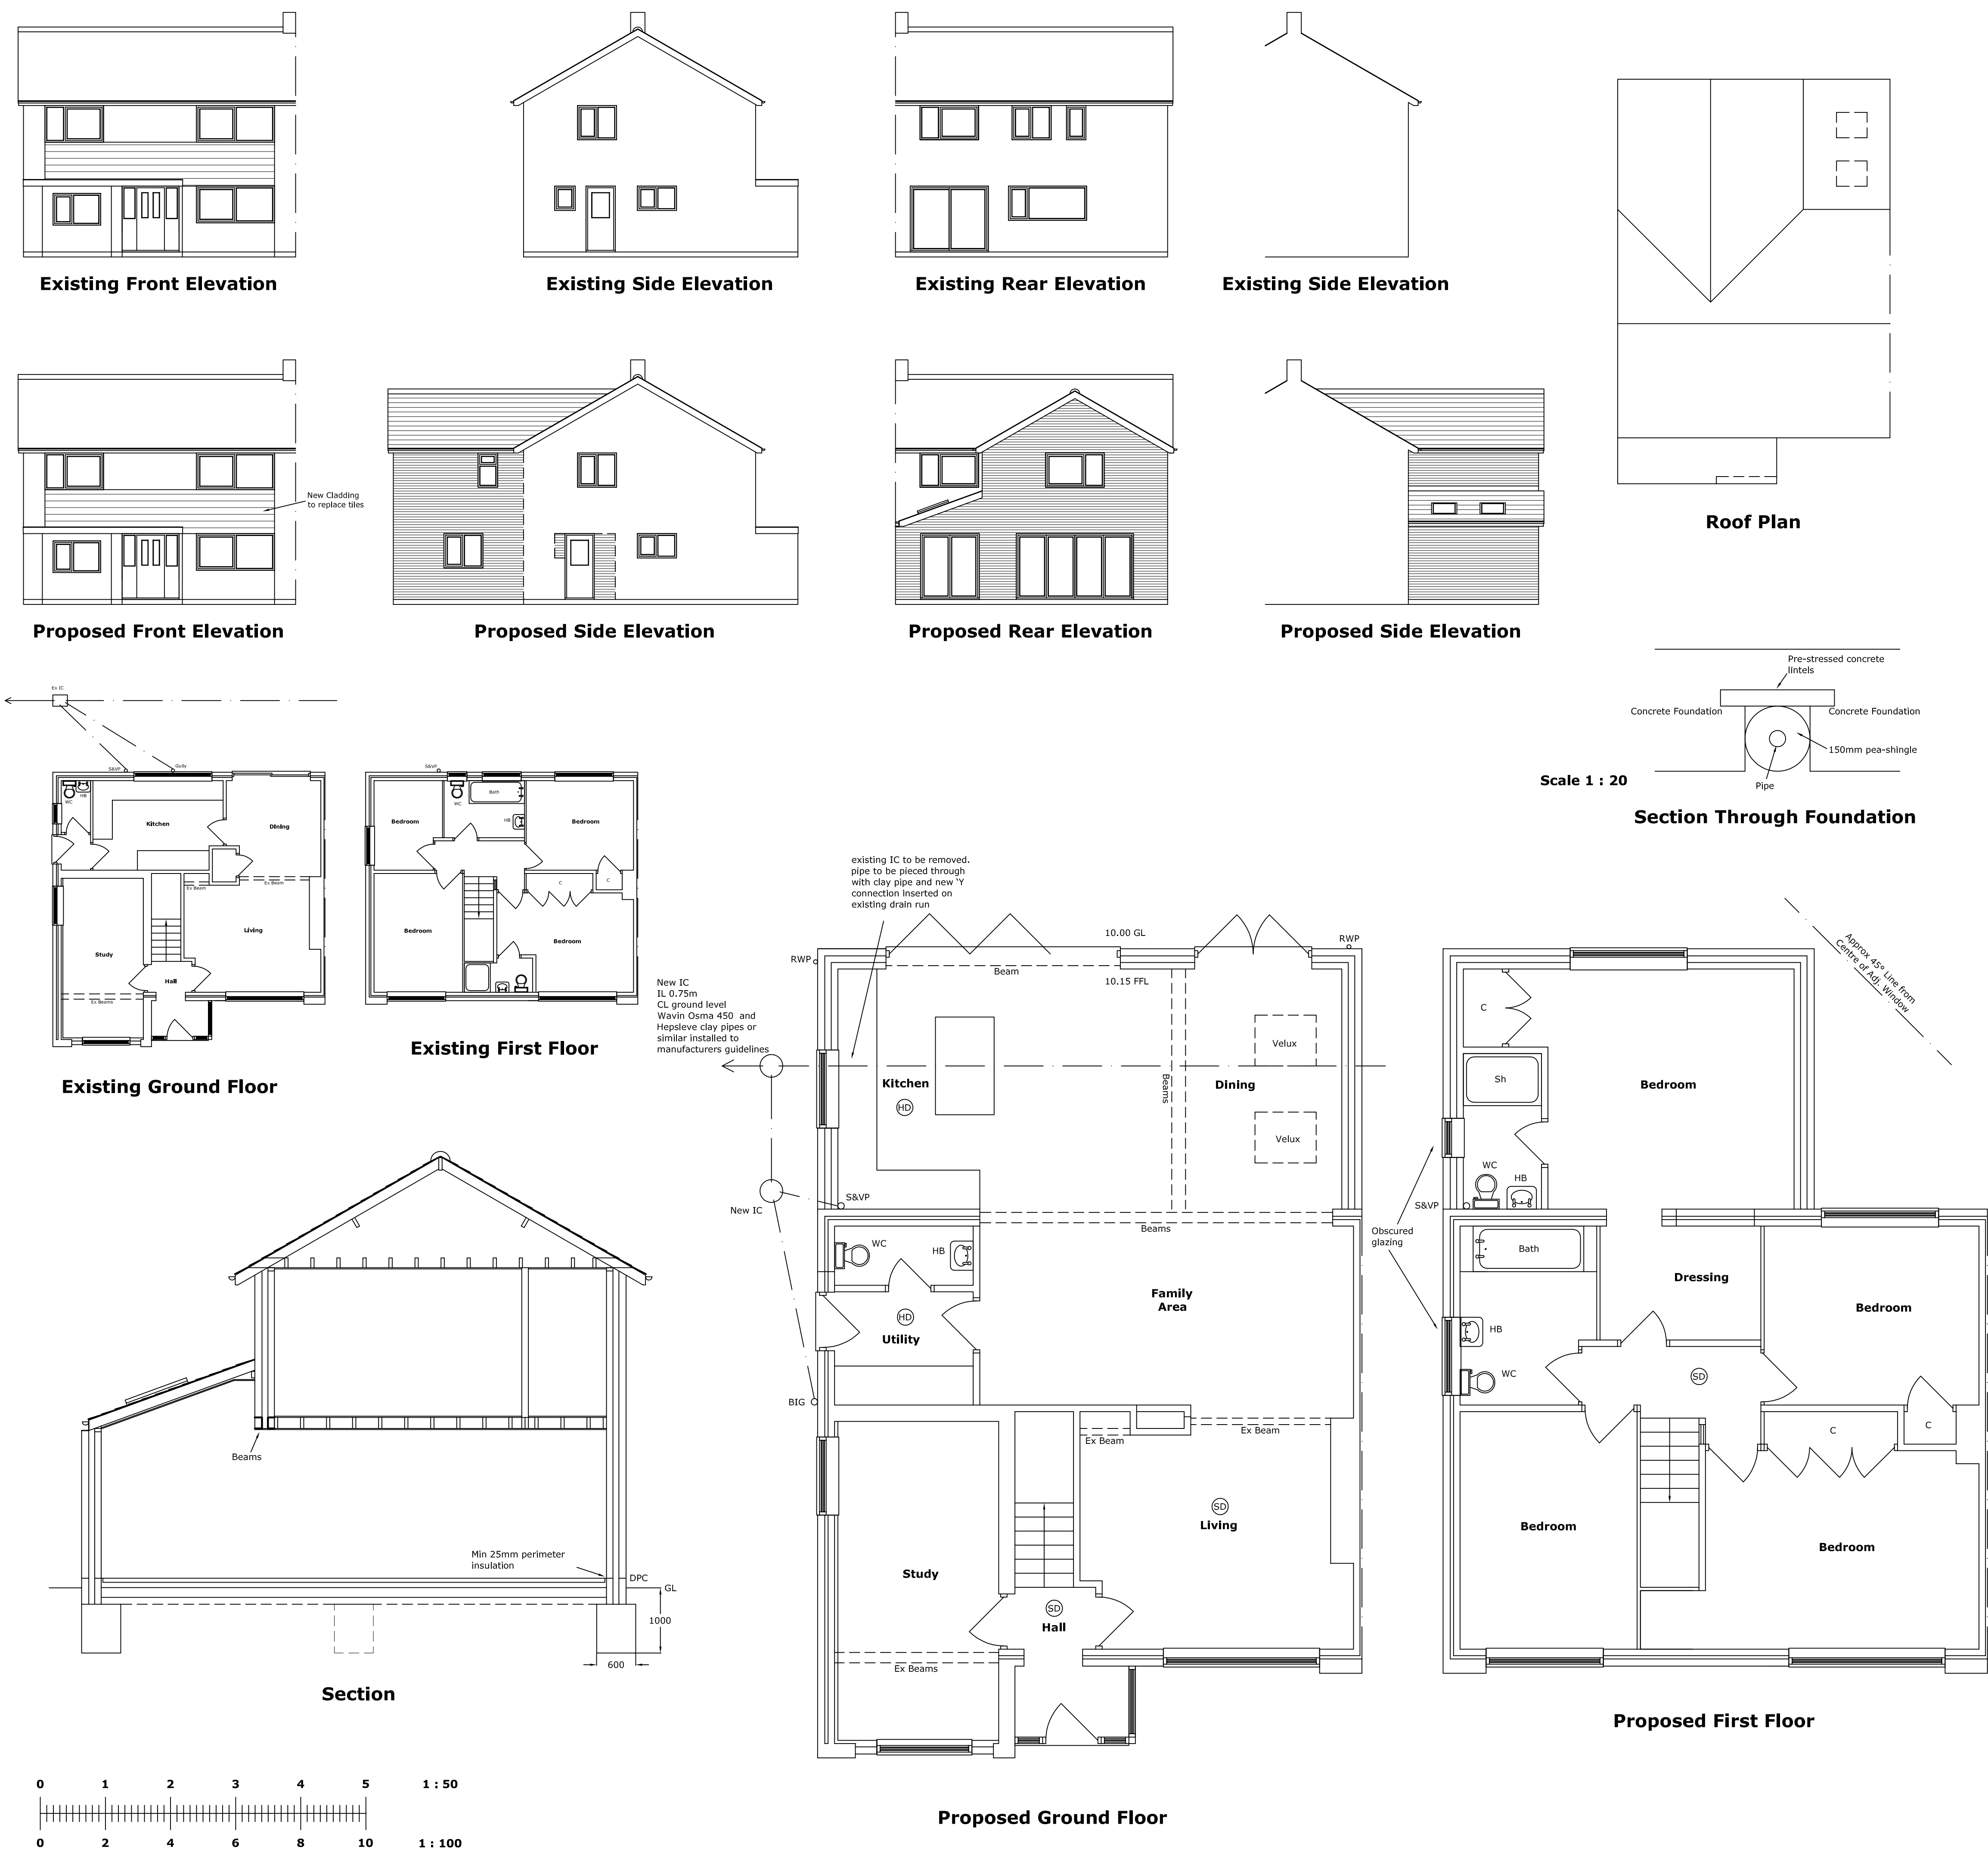 Existing Front Elevation
Existing Side Elevation
Existing Rear Elevation
Existing Side Elevation
Roof Plan
New Cladding
to replace tiles
Proposed Front Elevation
Proposed Side Elevation
Proposed Rear Elevation
Proposed Side Elevation
Pre-stressed concrete
lintels
Concrete Foundation
Concrete Foundation
150mm pea-shingle
Pipe
Scale 1 : 20
Section Through Foundation
Ex IC
S&VP
Gully
WC
HB
Kitchen
Dining
Ex Beam
Ex Beam
Living
Study
Hall
Ex Beams
Existing Ground Floor
S&VP
WC
Bath
HB
Bedroom
Bedroom
C
C
Bedroom
Bedroom
Existing First Floor
existing IC to be removed.
pipe to be pieced through
with clay pipe and new 'Y
connection inserted on
existing drain run
New IC
IL 0.75m
CL ground level
Wavin Osma 450 and
Hepsleve clay pipes or
similar installed to
manufacturers guidelines
RWP
10.00 GL
RWP
Beam
10.15 FFL
Velux
Kitchen
HD
Beams
Dining
Velux
New IC
S&VP
Beams
WC
HB
Family
Area
HD
Utility
BIG
Ex Beam
Ex Beam
SD
Living
Study
SD
Hall
Ex Beams
Proposed Ground Floor
Approx 45° Line from
Centre of Adj. Window
C
Sh
Bedroom
WC
HB
S&VP
Obscured
glazing
Bath
Dressing
Bedroom
HB
WC
SD
C
C
Bedroom
Bedroom
Proposed First Floor
Beams
Min 25mm perimeter
insulation
DPC
GL
1000
600
Section
0 1 2 3 4 5 1 : 50
0 2 4 6 8 10 1 : 100